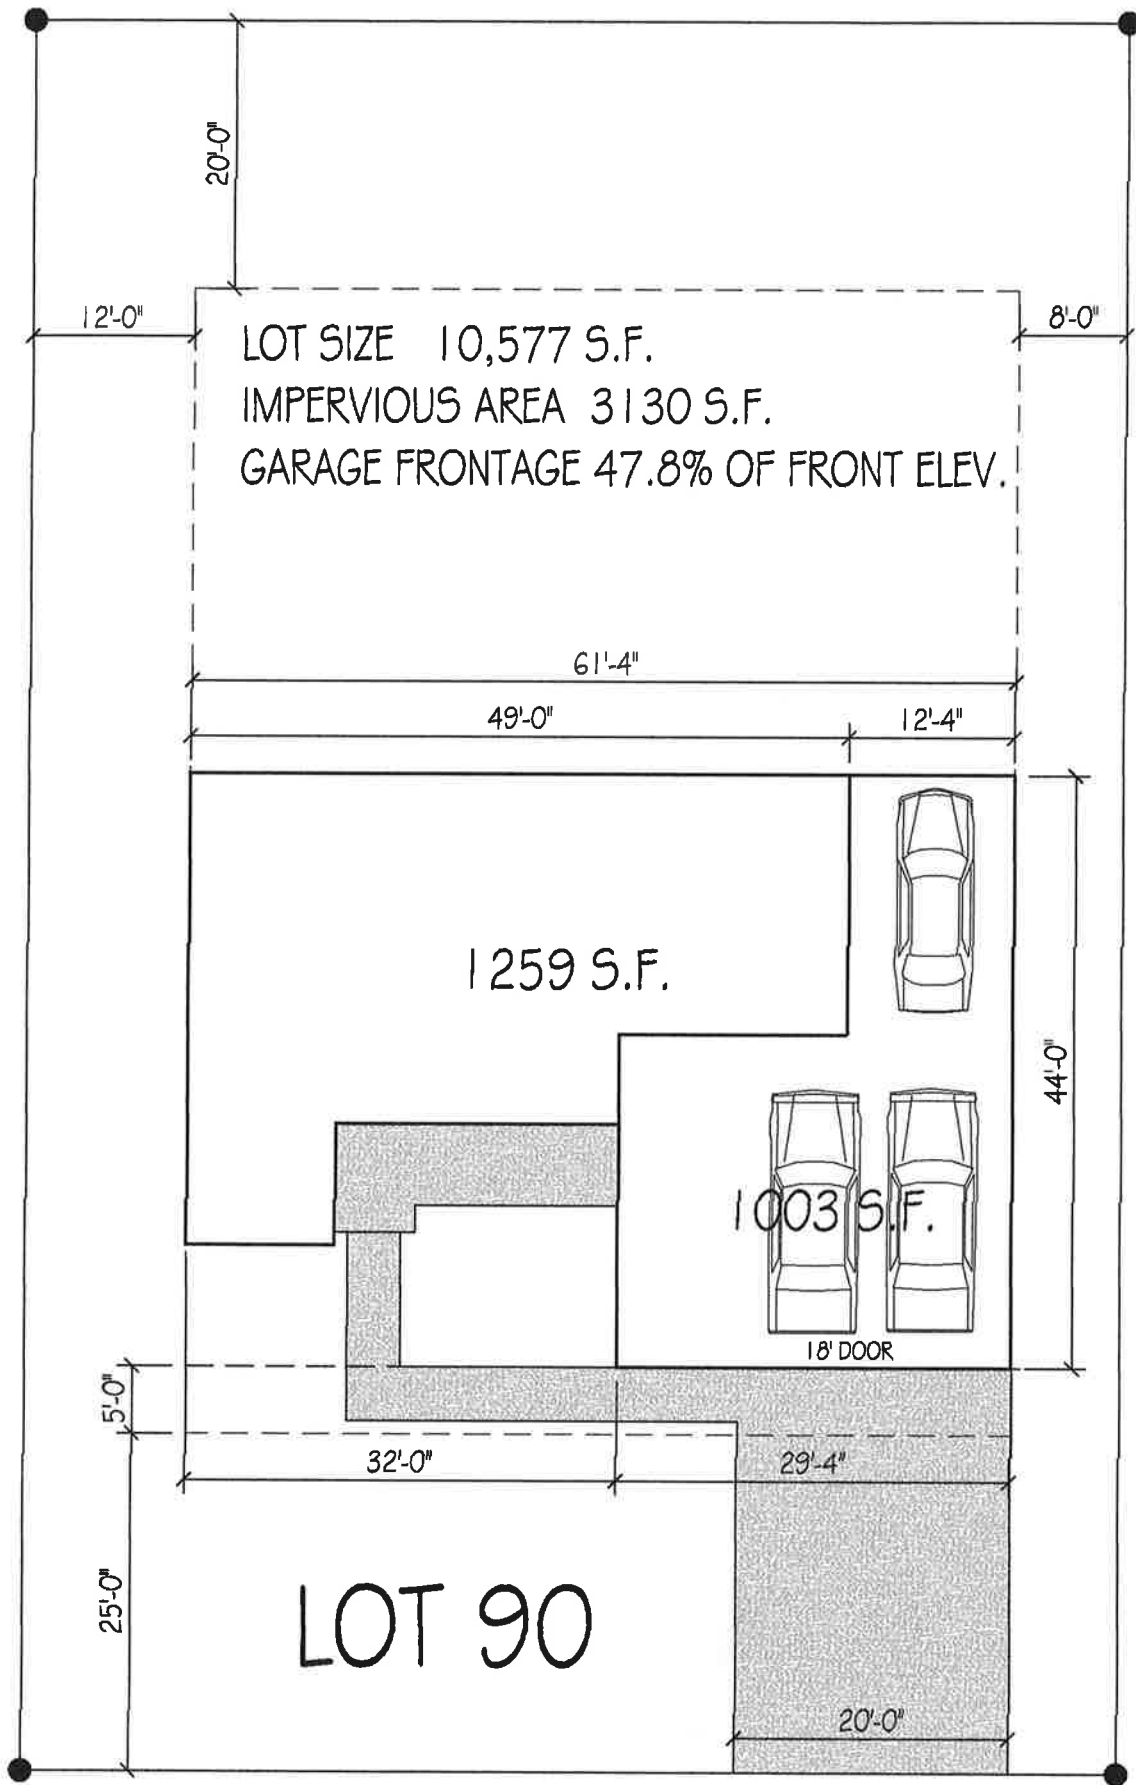 20'-0"
12'-0"
8'-0"
LOT SIZE 10,577 S.F.
IMPERVIOUS AREA 3130 S.F.
GARAGE FRONTAGE 47.8% OF FRONT ELEV.
61'-4"
49'-0"
12'-4"
1259 S.F.
44'-0"
1003 S.F.
18' DOOR
5'-0"
32'-0"
29'-4"
25'-0"
LOT 90
20'-0"